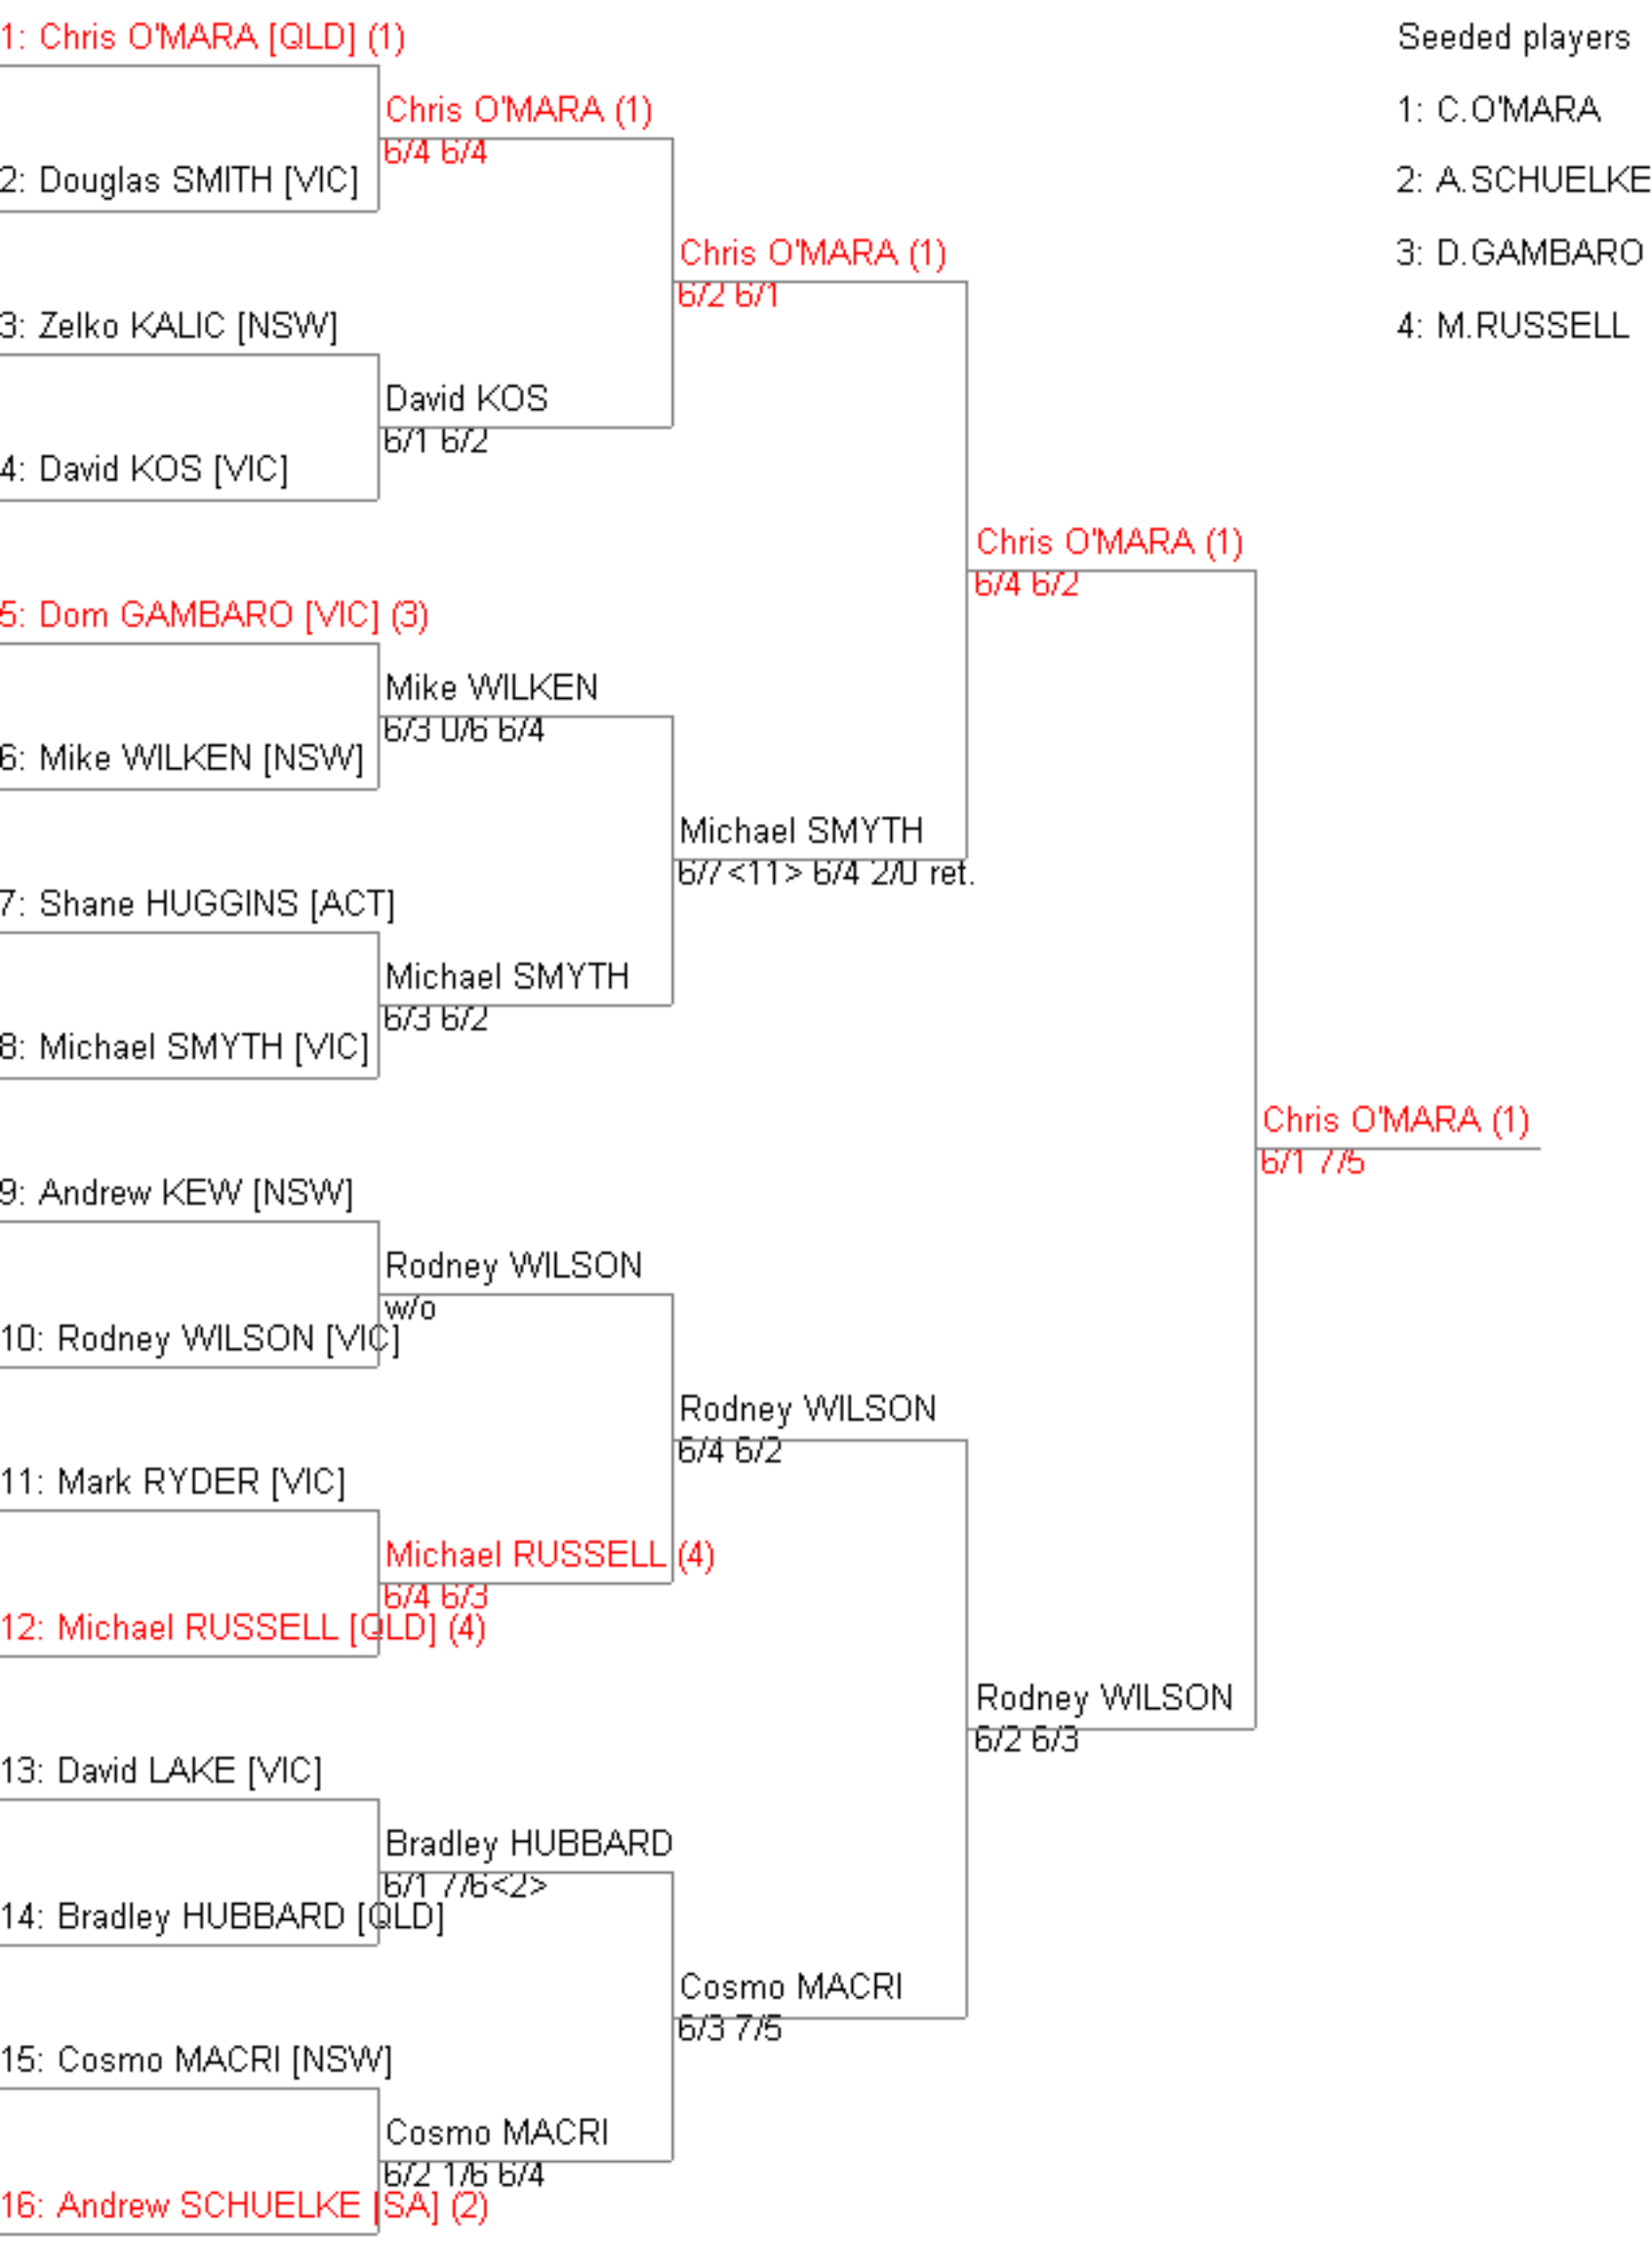 1: Chris O'MARA [QLD] (1)
Chris O'MARA (1)
6/4 6/4
2: Douglas SMITH [VIC]
Chris O'MARA (1)
6/2 6/1
3: Zelko KALIC [NSW]
David KOS
6/1 6/2
4: David KOS [VIC]
Chris O'MARA (1)
6/4 6/2
5: Dom GAMBARO [VIC] (3)
Mike WILKEN
6/3 0/6 6/4
6: Mike WILKEN [NSW]
Michael SMYTH
6/7<11> 6/4 2/0 ret.
7: Shane HUGGINS [ACT]
Michael SMYTH
6/3 6/2
8: Michael SMYTH [VIC]
Chris O'MARA (1)
6/1 7/5
9: Andrew KEW [NSW]
Rodney WILSON
w/o
10: Rodney WILSON [VIC]
Rodney WILSON
6/4 6/2
11: Mark RYDER [VIC]
Michael RUSSELL (4)
6/4 6/3
12: Michael RUSSELL [QLD] (4)
Rodney WILSON
6/2 6/3
13: David LAKE [VIC]
Bradley HUBBARD
6/1 7/6<2>
14: Bradley HUBBARD [QLD]
Cosmo MACRI
6/3 7/5
15: Cosmo MACRI [NSW]
Cosmo MACRI
6/2 1/6 6/4
16: Andrew SCHUELKE [SA] (2)
Seeded players
1: C.O'MARA
2: A.SCHUELKE
3: D.GAMBARO
4: M.RUSSELL